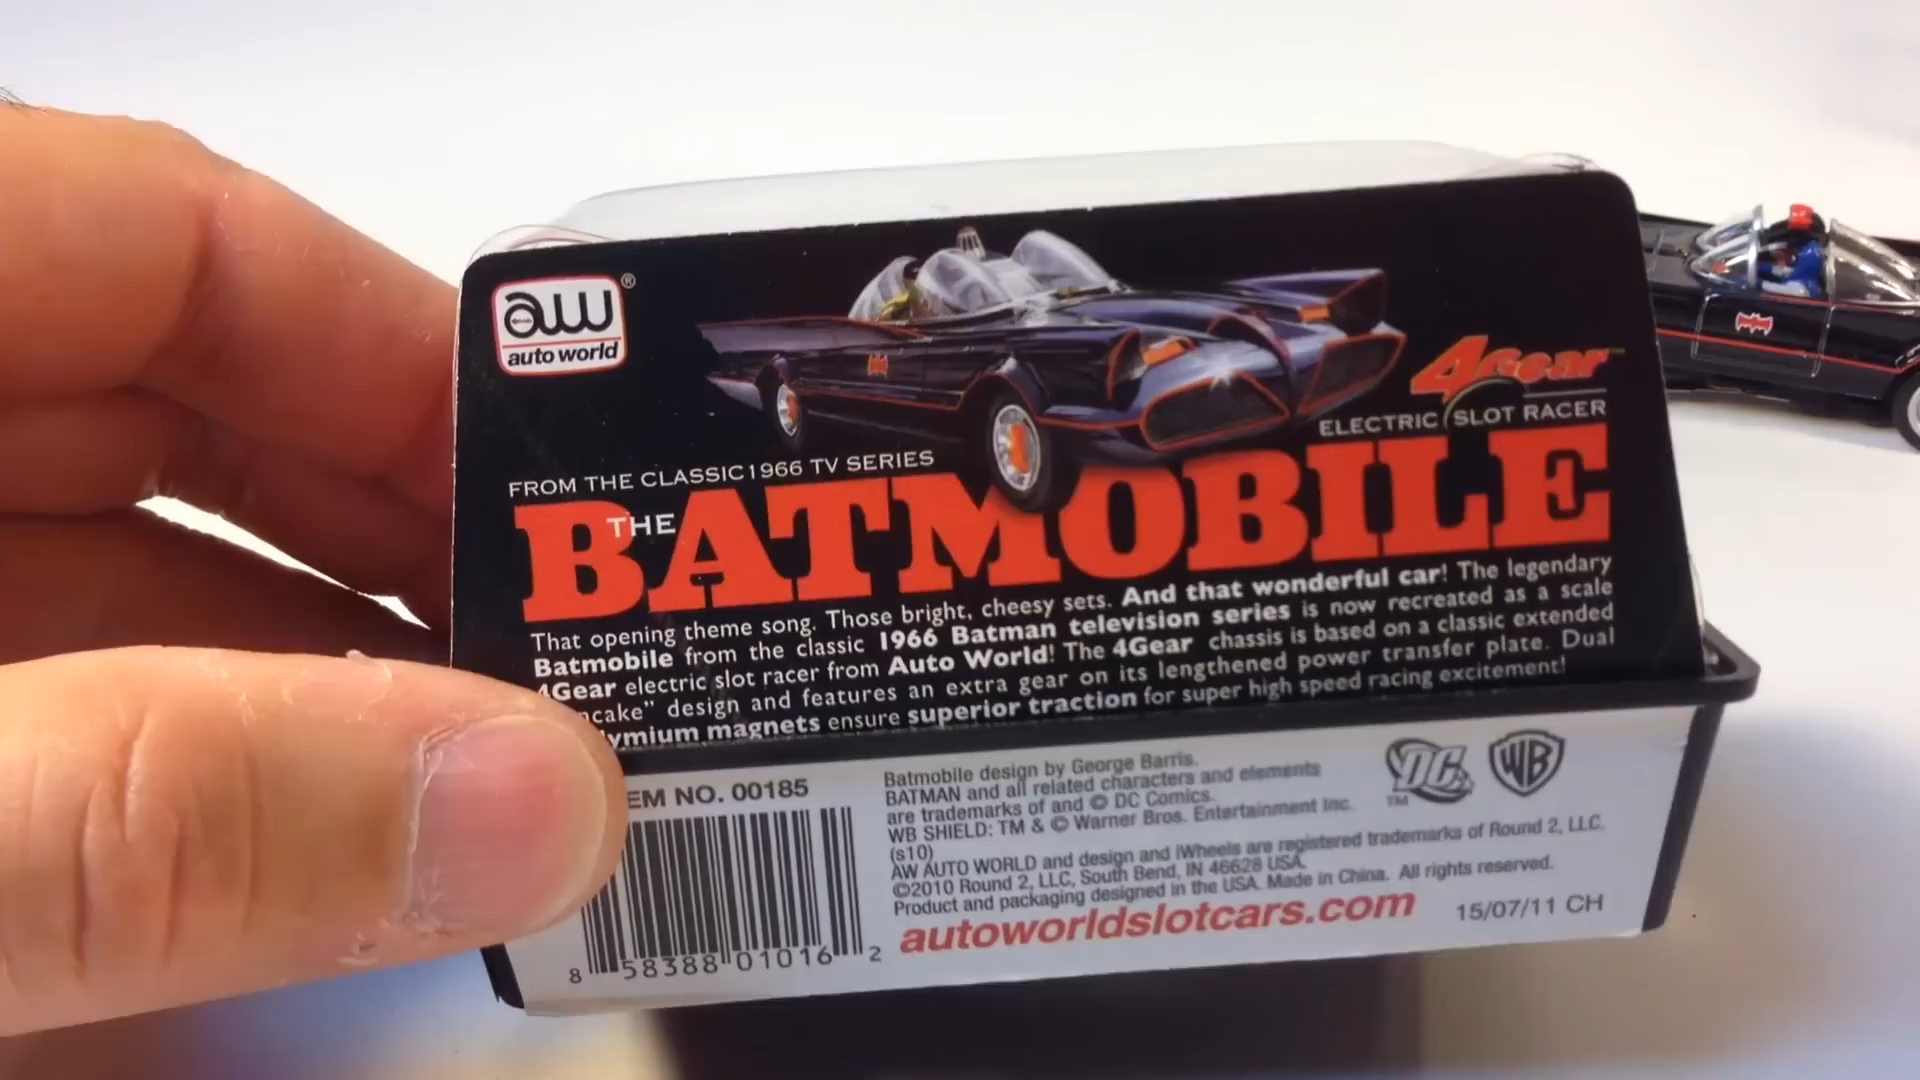 aw ®
auto world
4Gear
ELECTRIC SLOT RACER
FROM THE CLASSIC 1966 TV SERIES
THE
BATMOBILE
That opening theme song. Those bright, cheesy sets. And that wonderful car! The legendary
Batmobile from the classic 1966 Batman television series is now recreated as a scale
4Gear electric slot racer from Auto World! The 4Gear chassis is based on a classic extended
ncake" design and features an extra gear on its lengthened power transfer plate. Dual
ymium magnets ensure superior traction for super high speed racing excitement!
EM NO. 00185
8 58388 01016 2
Batmobile design by George Barris.
BATMAN and all related characters and elements
are trademarks of and © DC Comics.
WB SHIELD: TM & © Warner Bros. Entertainment Inc.
(s10)
AW AUTO WORLD and design and iWheels are registered trademarks of Round 2, LLC.
©2010 Round 2, LLC, South Bend, IN 46628 USA.
Product and packaging designed in the USA. Made in China. All rights reserved.
autoworldslotcars.com
15/07/11 CH
DC TM
WB